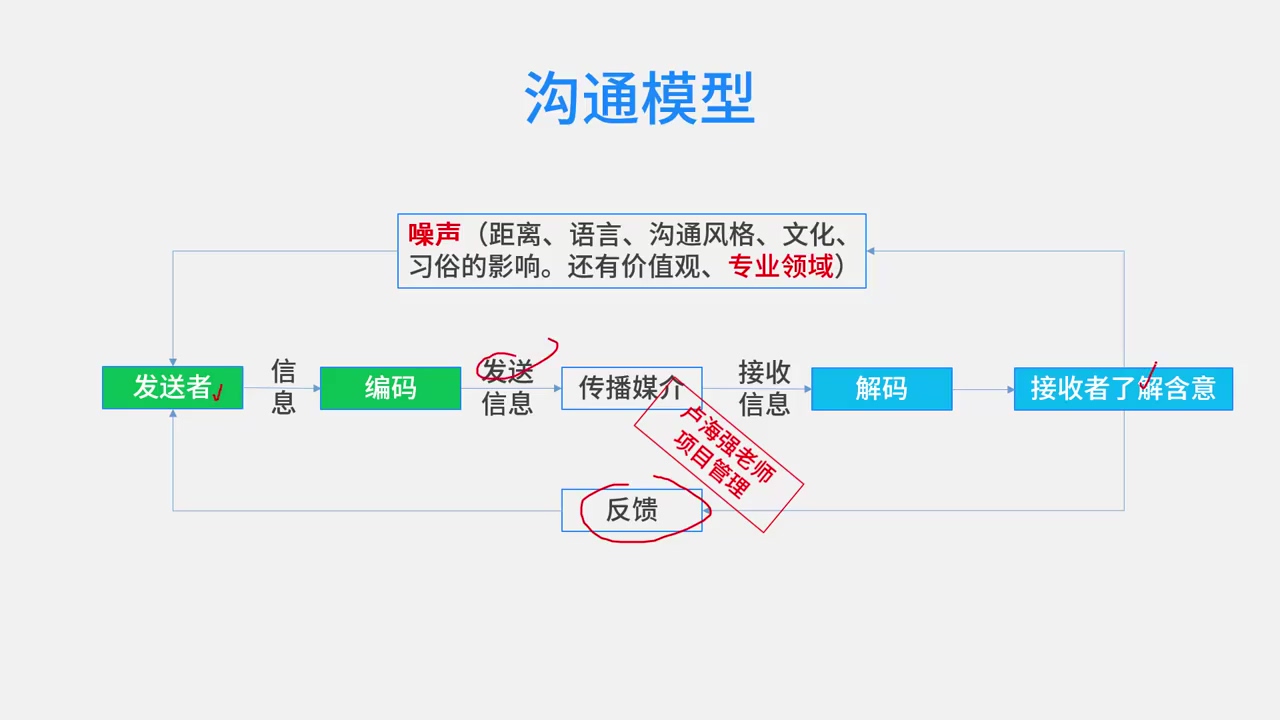 沟通模型
噪声（距离、语言、沟通风格、文化、
习俗的影响。还有价值观、专业领域）
发送者
信
息
编码
发送
信息
传播媒介
接收
信息
解码
接收者了解含意
卢海强老师
项目管理
反馈